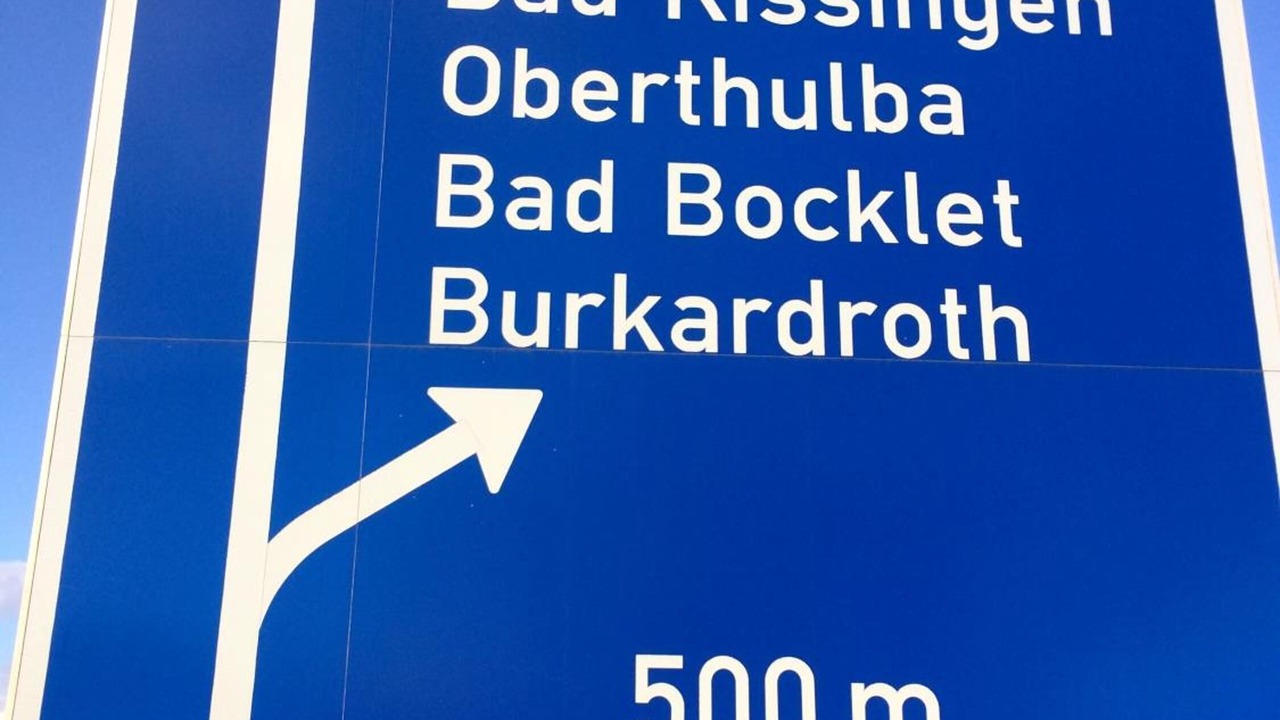 Bad Kissingen
Oberthulba
Bad Bocklet
Burkardroth
500 m